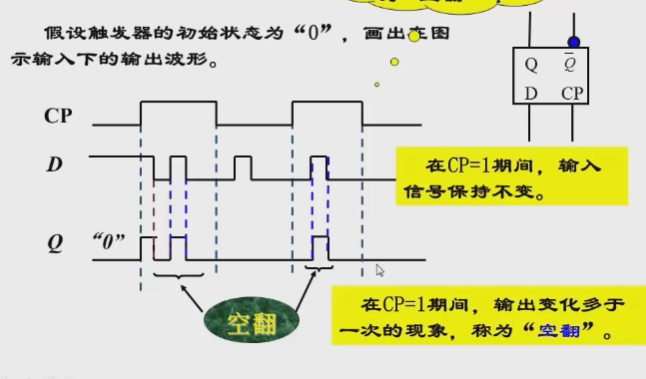 假设触发器的初始状态为“0”，画出在图
示输入下的输出波形。
Q Q̅
D CP
CP
D
在CP=1期间，输入
信号保持不变。
Q “0”
空翻
在CP=1期间，输出变化多于
一次的现象，称为“空翻”。